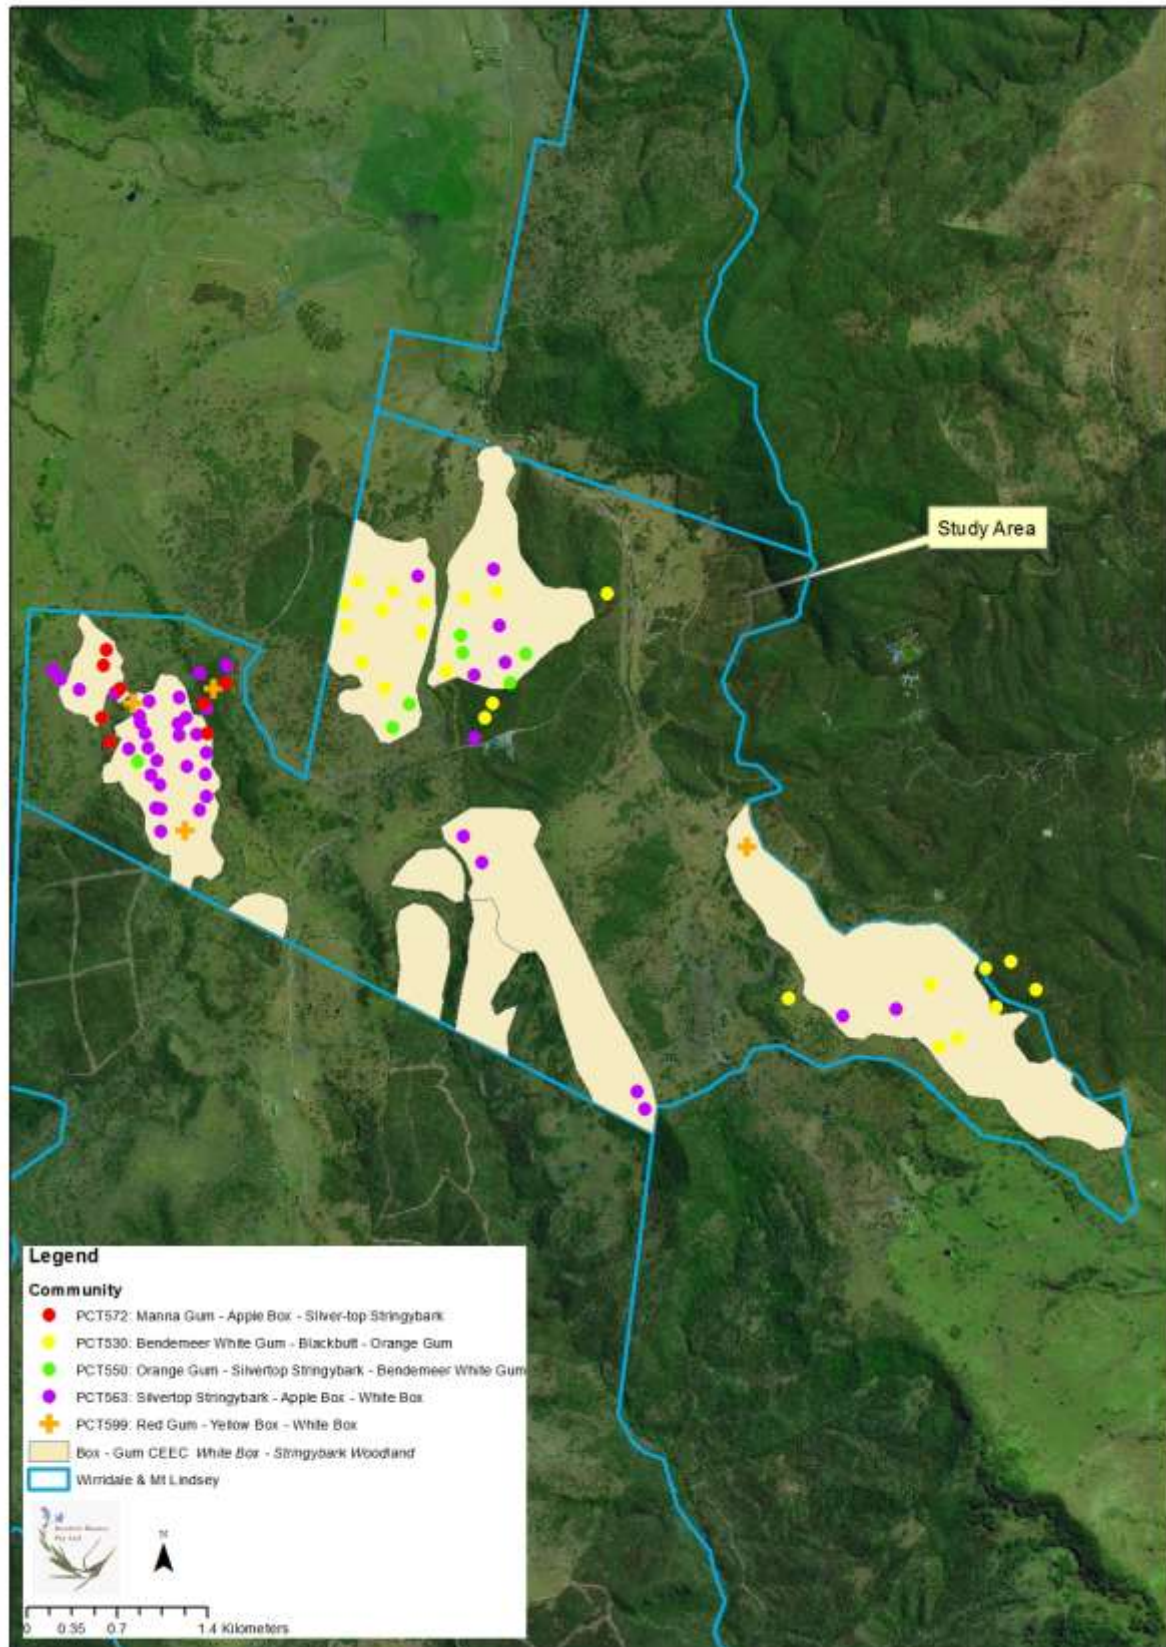 Study Area
Legend
Community
PCT572: Manna Gum - Apple Box - Silver-top Stringybark
PCT530: Bendemeer White Gum - Blackbutt - Orange Gum
PCT550: Orange Gum - Silvertop Stringybark - Bendemeer White Gum
PCT563: Silvertop Stringybark - Apple Box - White Box
PCT599: Red Gum - Yellow Box - White Box
Box - Gum CEEC White Box - Stringybark Woodland
Wirridale & Mt Lindsey
Pty Ltd
N
0 0.35 0.7 1.4 Kilometers